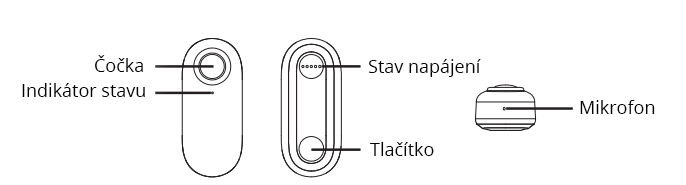 Čočka
Indikátor stavu
Stav napájení
Tlačítko
Mikrofon